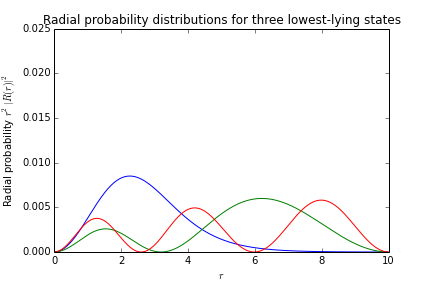 Radial probability distributions for three lowest-lying states
Radial probability r² |R(r)|²
0.025
0.020
0.015
0.010
0.005
0.000
0 2 4 6 8 10
r